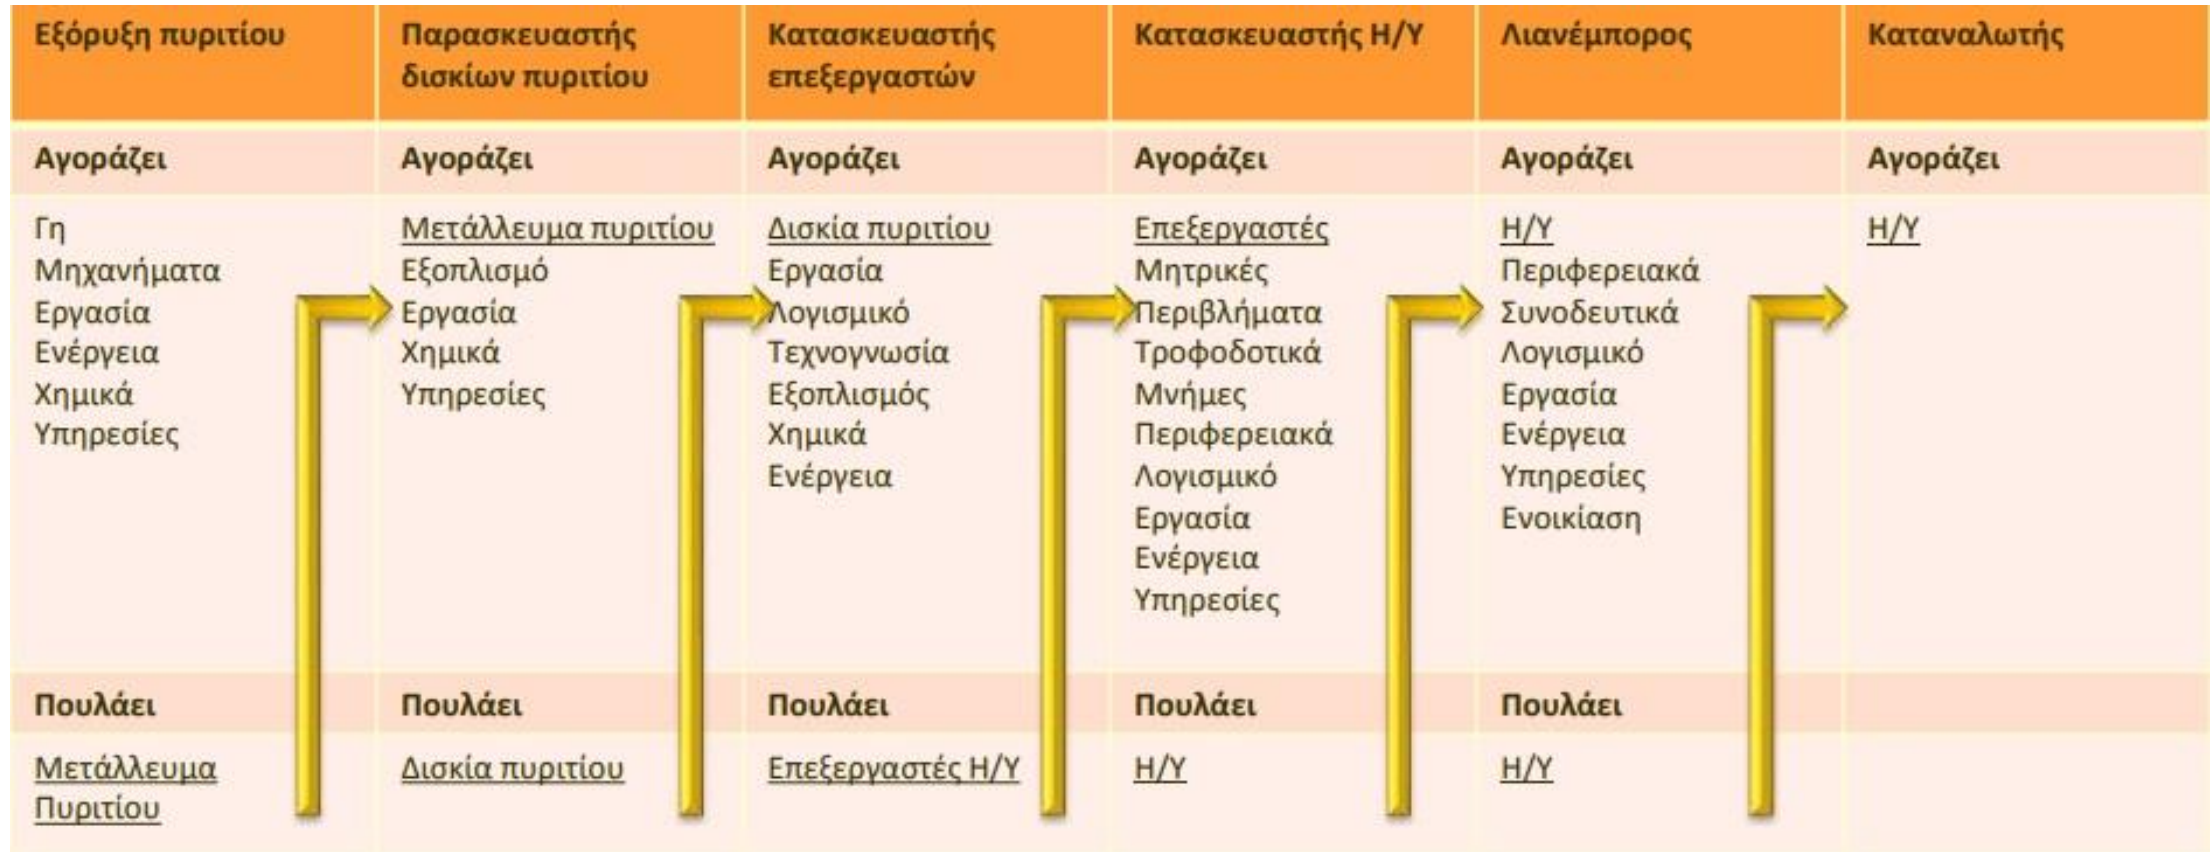 Εξόρυξη πυριτίου
Παρασκευαστής
δισκίων πυριτίου
Κατασκευαστής
επεξεργαστών
Κατασκευαστής Η/Υ
Λιανέμπορος
Καταναλωτής
Αγοράζει
Αγοράζει
Αγοράζει
Αγοράζει
Αγοράζει
Αγοράζει
Γη
Μηχανήματα
Εργασία
Ενέργεια
Χημικά
Υπηρεσίες
Μετάλλευμα πυριτίου
Εξοπλισμό
Εργασία
Χημικά
Υπηρεσίες
Δισκία πυριτίου
Εργασία
Λογισμικό
Τεχνογνωσία
Εξοπλισμός
Χημικά
Ενέργεια
Επεξεργαστές
Μητρικές
Περιβλήματα
Τροφοδοτικά
Μνήμες
Περιφερειακά
Λογισμικό
Εργασία
Ενέργεια
Υπηρεσίες
Η/Υ
Περιφερειακά
Συνοδευτικά
Λογισμικό
Εργασία
Ενέργεια
Υπηρεσίες
Ενοικίαση
Η/Υ
Πουλάει
Πουλάει
Πουλάει
Πουλάει
Πουλάει
Μετάλλευμα
Πυριτίου
Δισκία πυριτίου
Επεξεργαστές Η/Υ
Η/Υ
Η/Υ